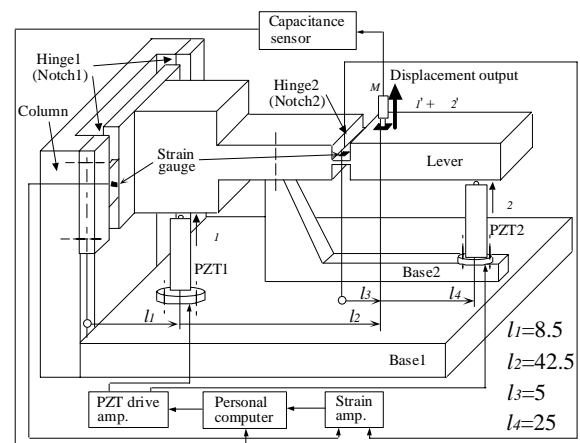 Capacitance
sensor
Hinge1
(Notch1)
Hinge2
(Notch2)
M
Displacement output
1'+ 2'
Column
Strain
gauge
Lever
1
2
PZT1
PZT2
Base2
l3
l4
l1
l2
Base1
l1=8.5
l2=42.5
l3=5
l4=25
PZT drive
amp.
Personal
computer
Strain
amp.